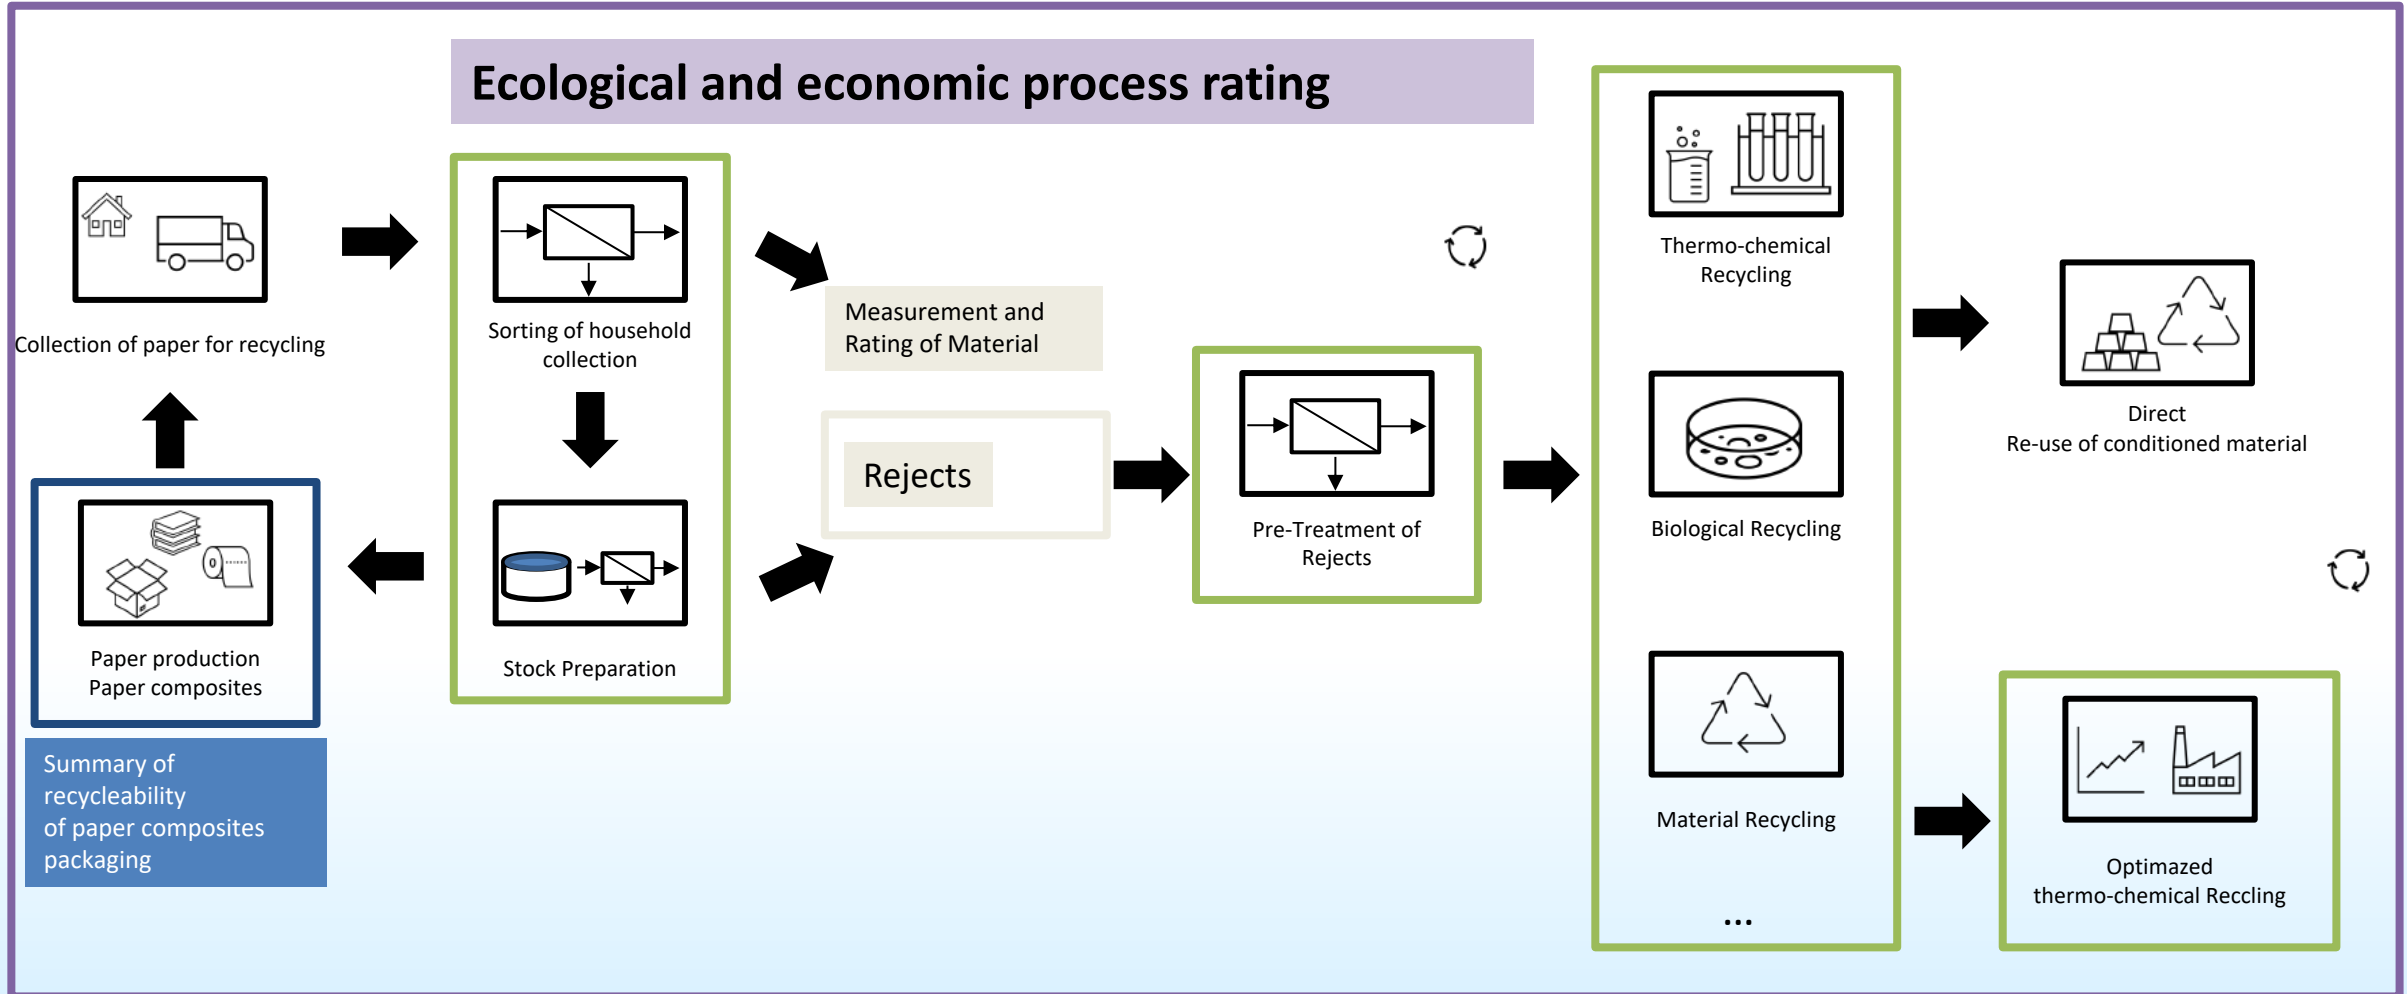 Ecological and economic process rating
Collection of paper for recycling
Sorting of household
collection
Stock Preparation
Paper production
Paper composites
Summary of
recycleability
of paper composites
packaging
Measurement and
Rating of Material
Rejects
Pre-Treatment of
Rejects
Thermo-chemical
Recycling
Biological Recycling
Material Recycling
...
Direct
Re-use of conditioned material
Optimazed
thermo-chemical Reccling